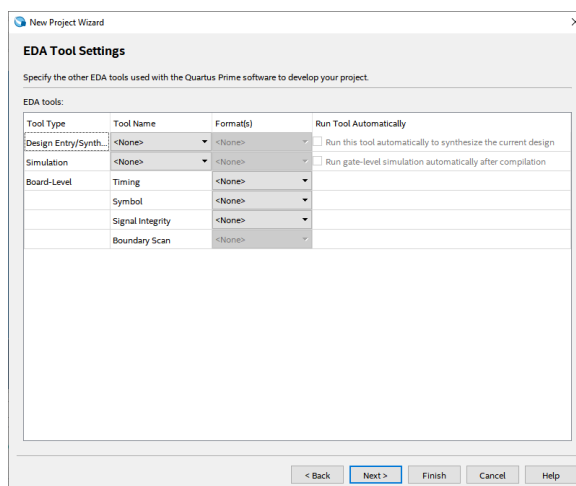 New Project Wizard
EDA Tool Settings
Specify the other EDA tools used with the Quartus Prime software to develop your project.
EDA tools:
Tool Type Tool Name Format(s) Run Tool Automatically
Design Entry/Synth... <None> <None> Run this tool automatically to synthesize the current design
Simulation <None> <None> Run gate-level simulation automatically after compilation
Board-Level Timing <None>
Symbol <None>
Signal Integrity <None>
Boundary Scan <None>
< Back Next > Finish Cancel Help